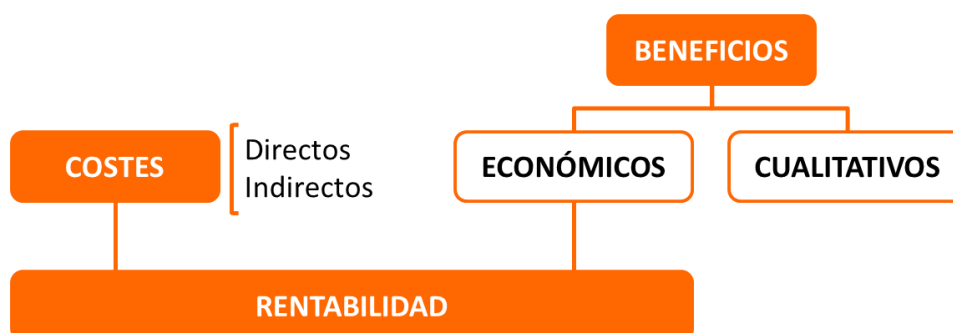 BENEFICIOS
COSTES
Directos
Indirectos
ECONÓMICOS
CUALITATIVOS
RENTABILIDAD